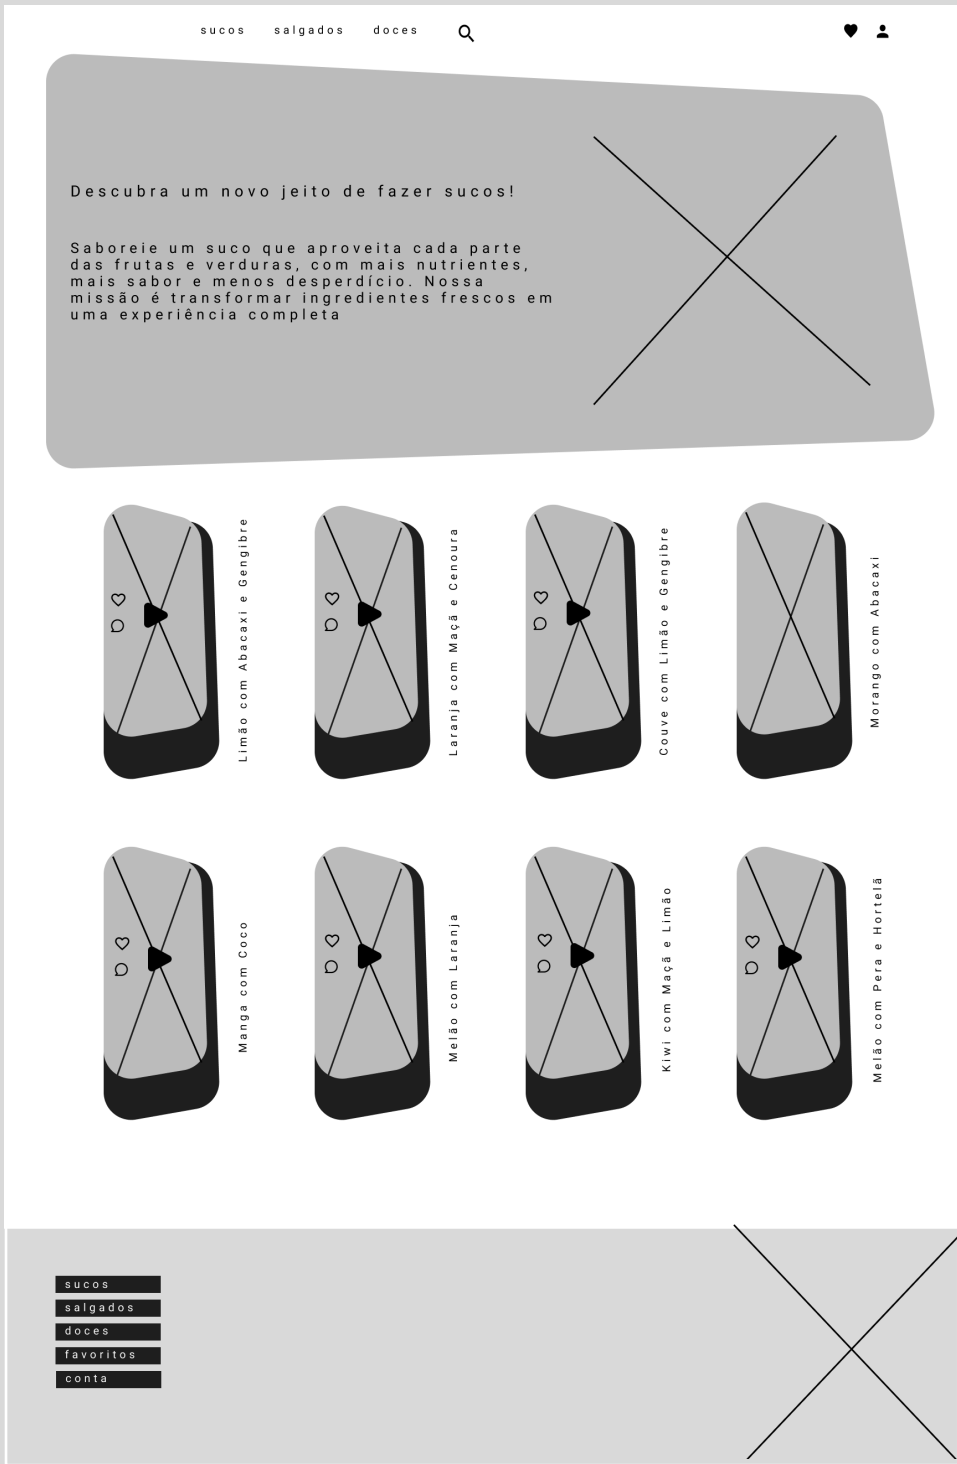 sucos salgados doces
Descubra um novo jeito de fazer sucos!
Saboreie um suco que aproveita cada parte
das frutas e verduras, com mais nutrientes,
mais sabor e menos desperdício. Nossa
missão é transformar ingredientes frescos em
uma experiência completa
Limão com Abacaxi e Gengibre
Laranja com Maçã e Cenoura
Couve com Limão e Gengibre
Morango com Abacaxi
Manga com Coco
Melão com Laranja
Kiwi com Maçã e Limão
Melão com Pera e Hortelã
sucos
salgados
doces
favoritos
conta